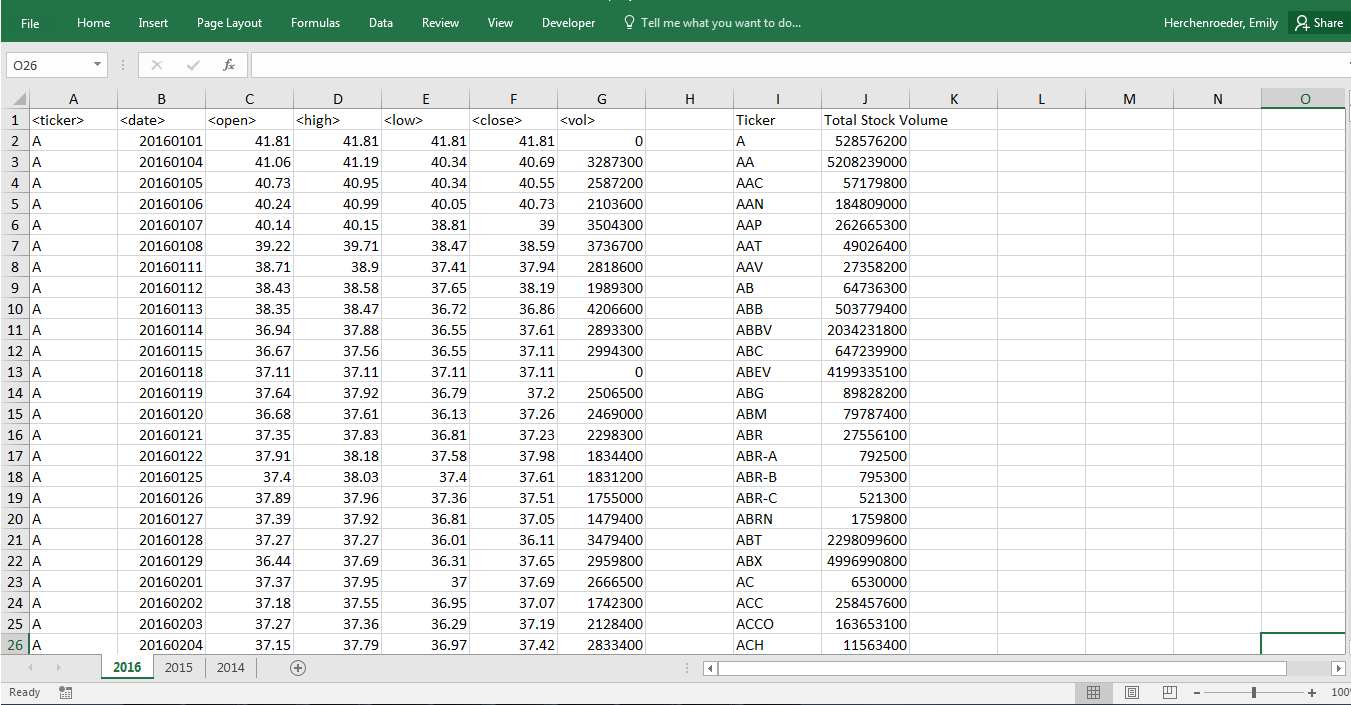 File Home Insert Page Layout Formulas Data Review View Developer Tell me what you want to do... Herchenroeder, Emily Share
O26 fx
A B C D E F G H I J K L M N O
1 <ticker> <date> <open> <high> <low> <close> <vol> Ticker Total Stock Volume
2 A 20160101 41.81 41.81 41.81 41.81 0 A 528576200
3 A 20160104 41.06 41.19 40.34 40.69 3287300 AA 5208239000
4 A 20160105 40.73 40.95 40.34 40.55 2587200 AAC 57179800
5 A 20160106 40.24 40.99 40.05 40.73 2103600 AAN 184809000
6 A 20160107 40.14 40.15 38.81 39 3504300 AAP 262665300
7 A 20160108 39.22 39.71 38.47 38.59 3736700 AAT 49026400
8 A 20160111 38.71 38.9 37.41 37.94 2818600 AAV 27358200
9 A 20160112 38.43 38.58 37.65 38.19 1989300 AB 64736300
10 A 20160113 38.35 38.47 36.72 36.86 4206600 ABB 503779400
11 A 20160114 36.94 37.88 36.55 37.61 2893300 ABBV 2034231800
12 A 20160115 36.67 37.56 36.55 37.11 2994300 ABC 647239900
13 A 20160118 37.11 37.11 37.11 37.11 0 ABEV 4199335100
14 A 20160119 37.64 37.92 36.79 37.2 2506500 ABG 89828200
15 A 20160120 36.68 37.61 36.13 37.26 2469000 ABM 79787400
16 A 20160121 37.35 37.83 36.81 37.23 2298300 ABR 27556100
17 A 20160122 37.91 38.18 37.58 37.98 1834400 ABR-A 792500
18 A 20160125 37.4 38.03 37.4 37.61 1831200 ABR-B 795300
19 A 20160126 37.89 37.96 37.36 37.51 1755000 ABR-C 521300
20 A 20160127 37.39 37.92 36.81 37.05 1479400 ABRN 1759800
21 A 20160128 37.27 37.27 36.01 36.11 3479400 ABT 2298099600
22 A 20160129 36.44 37.69 36.31 37.65 2959800 ABX 4996990800
23 A 20160201 37.37 37.95 37 37.69 2666500 AC 6530000
24 A 20160202 37.18 37.55 36.95 37.07 1742300 ACC 258457600
25 A 20160203 37.27 37.36 36.29 37.19 2128400 ACCO 163653100
26 A 20160204 37.15 37.79 36.97 37.42 2833400 ACH 11563400
2016 2015 2014
Ready 100